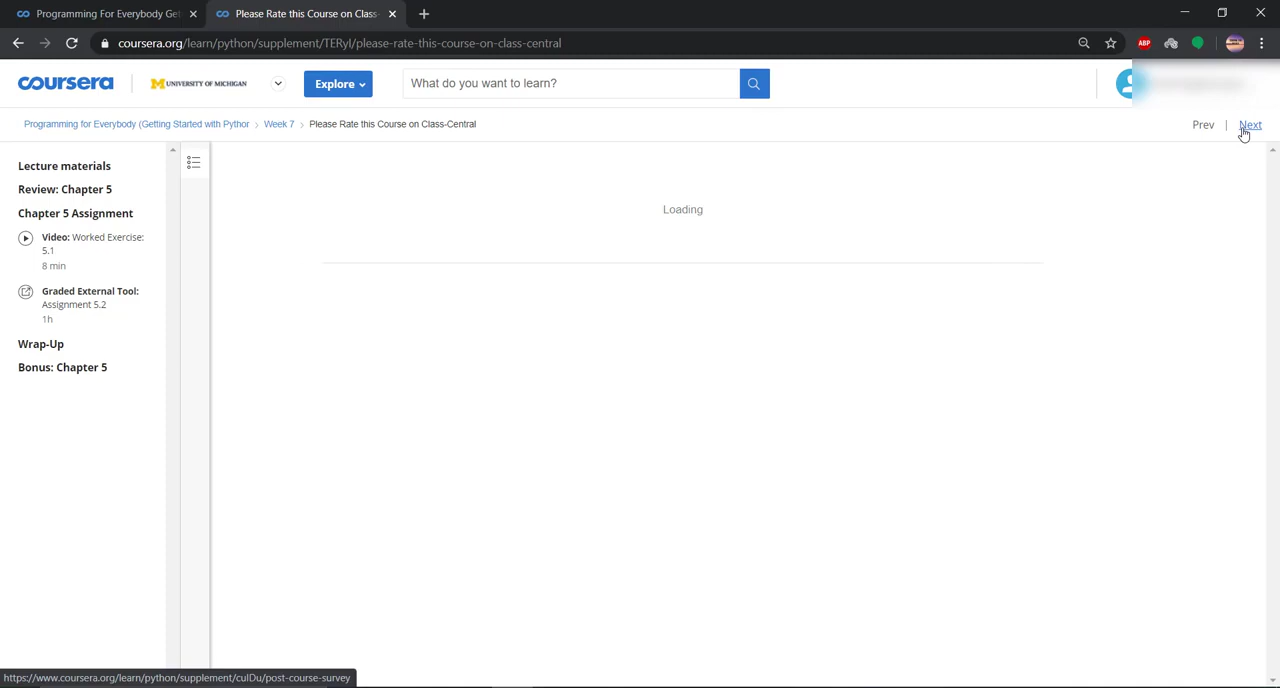 Programming For Everybody Get
Please Rate this Course on Class-
coursera.org/learn/python/supplement/TERyl/please-rate-this-course-on-class-central
ABP
coursera
M UNIVERSITY OF MICHIGAN
Explore
What do you want to learn?
Programming for Everybody (Getting Started with Python > Week 7 > Please Rate this Course on Class-Central
Prev | Next
Lecture materials
Review: Chapter 5
Chapter 5 Assignment
Video: Worked Exercise:
5.1
8 min
Graded External Tool:
Assignment 5.2
1h
Wrap-Up
Bonus: Chapter 5
Loading
https://www.coursera.org/learn/python/supplement/culDu/post-course-survey